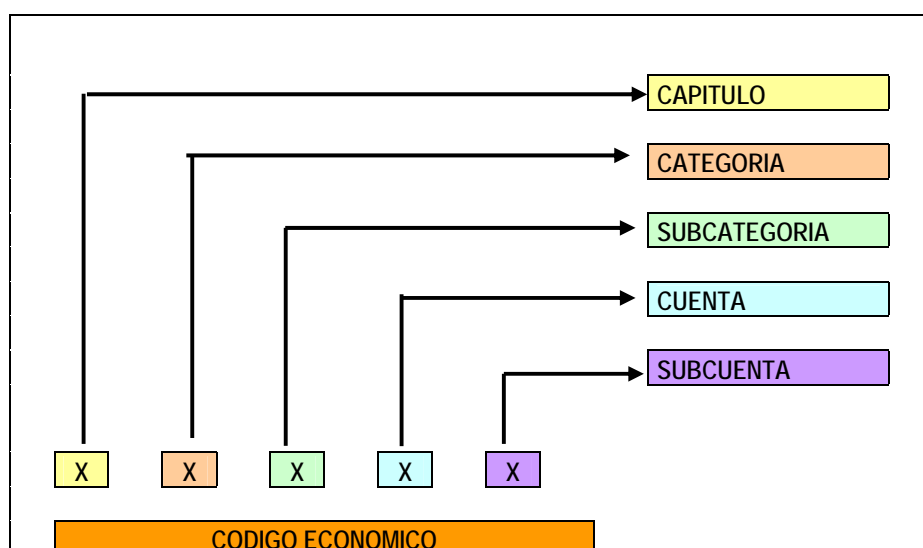 CAPITULO
CATEGORIA
SUBCATEGORIA
CUENTA
SUBCUENTA
X X X X X
CODIGO ECONOMICO